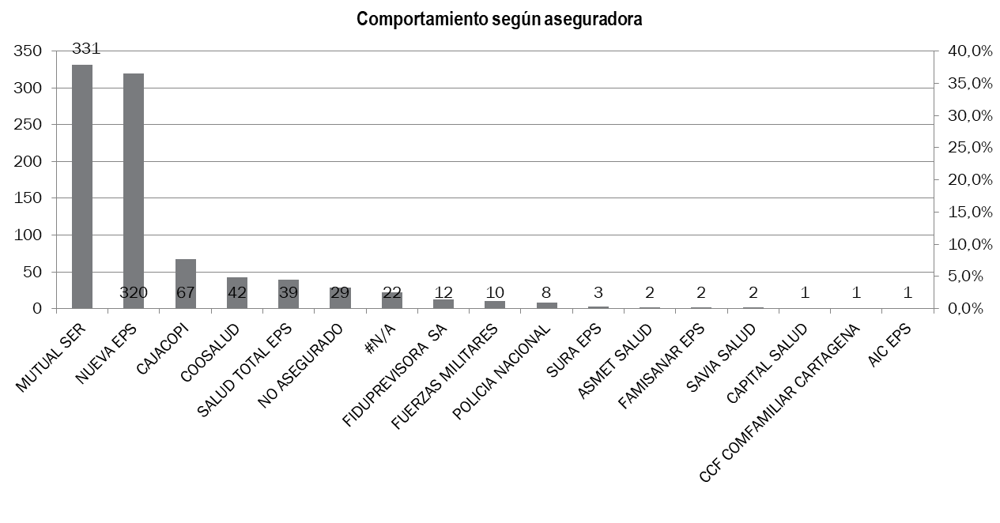 Comportamiento según aseguradora
350
300
250
200
150
100
50
0
40,0%
35,0%
30,0%
25,0%
20,0%
15,0%
10,0%
5,0%
0,0%
331
320
67
42
39
29
22
12
10
8
3
2
2
2
1
1
1
MUTUAL SER
NUEVA EPS
CAJACOPI
COOSALUD
SALUD TOTAL EPS
NO ASEGURADO
#N/A
FIDUPREVISORA SA
FUERZAS MILITARES
POLICIA NACIONAL
SURA EPS
ASMET SALUD
FAMISANAR EPS
SAVIA SALUD
CAPITAL SALUD
CCF COMFAMILIAR CARTAGENA
AIC EPS